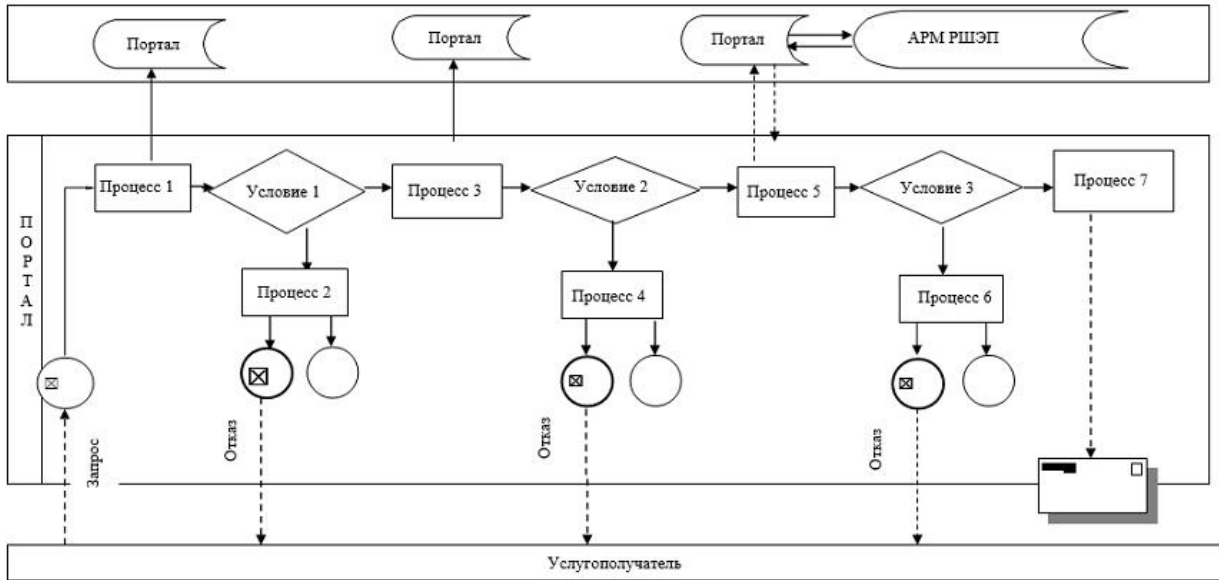 Портал
Портал
Портал
АРМ РШЭП
ПОРТАЛ
Процесс 1
Условие 1
Процесс 3
Условие 2
Процесс 5
Условие 3
Процесс 7
Процесс 2
Процесс 4
Процесс 6
Запрос
Отказ
Отказ
Отказ
Услугополучатель